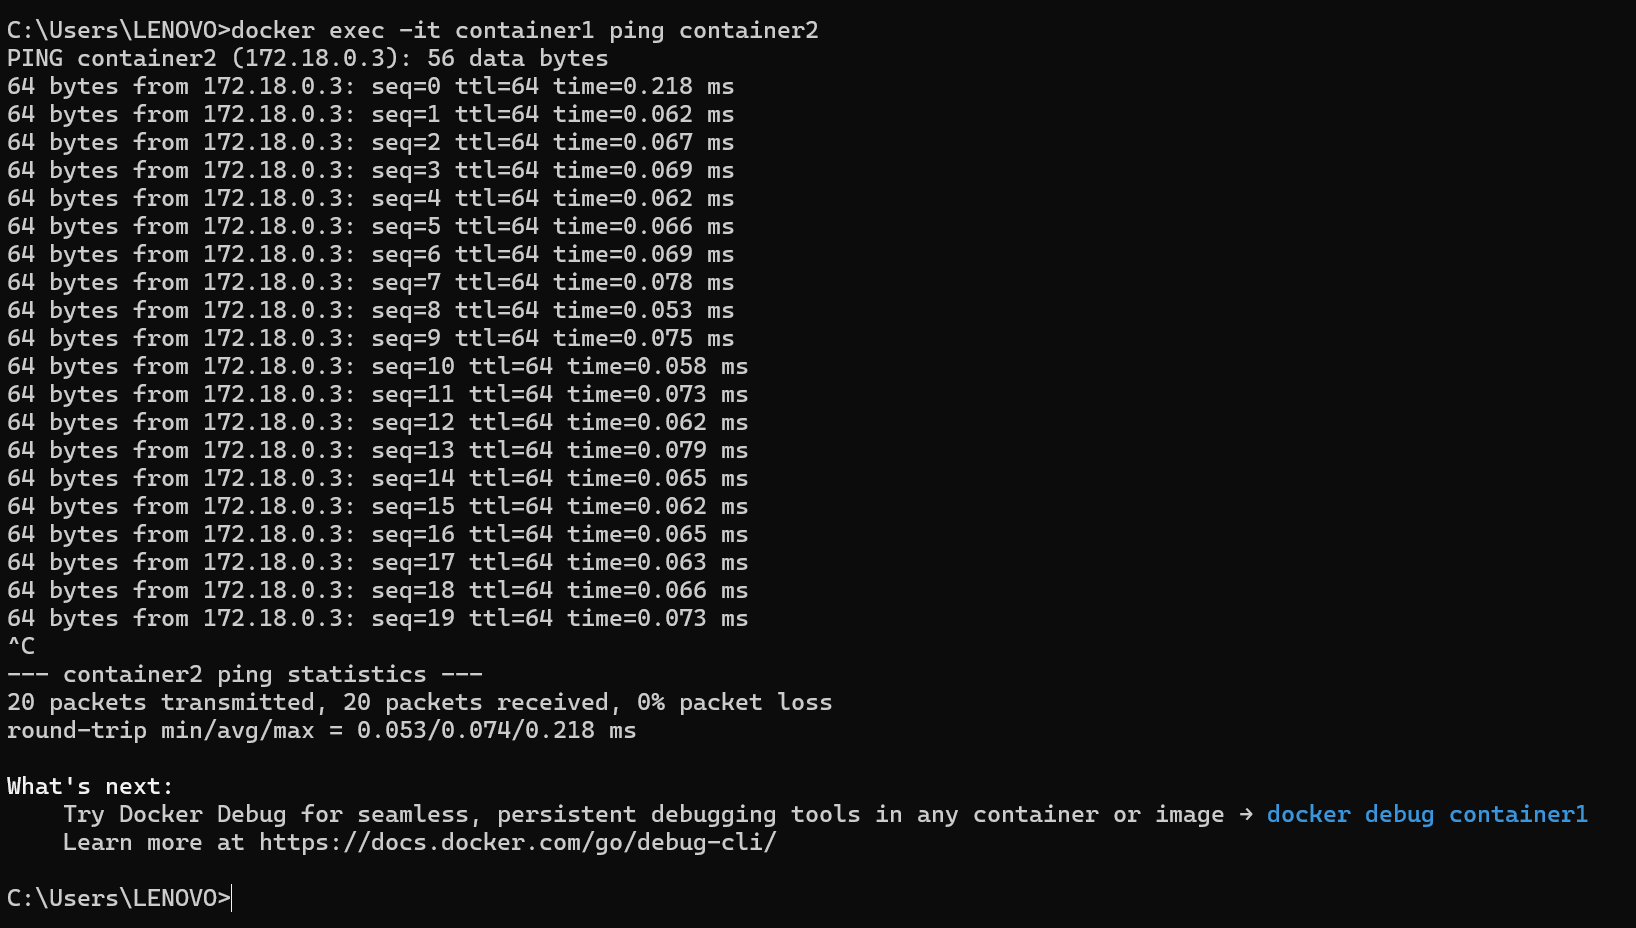 C:\Users\LENOVO>docker exec -it container1 ping container2
PING container2 (172.18.0.3): 56 data bytes
64 bytes from 172.18.0.3: seq=0 ttl=64 time=0.218 ms
64 bytes from 172.18.0.3: seq=1 ttl=64 time=0.062 ms
64 bytes from 172.18.0.3: seq=2 ttl=64 time=0.067 ms
64 bytes from 172.18.0.3: seq=3 ttl=64 time=0.069 ms
64 bytes from 172.18.0.3: seq=4 ttl=64 time=0.062 ms
64 bytes from 172.18.0.3: seq=5 ttl=64 time=0.066 ms
64 bytes from 172.18.0.3: seq=6 ttl=64 time=0.069 ms
64 bytes from 172.18.0.3: seq=7 ttl=64 time=0.078 ms
64 bytes from 172.18.0.3: seq=8 ttl=64 time=0.053 ms
64 bytes from 172.18.0.3: seq=9 ttl=64 time=0.075 ms
64 bytes from 172.18.0.3: seq=10 ttl=64 time=0.058 ms
64 bytes from 172.18.0.3: seq=11 ttl=64 time=0.073 ms
64 bytes from 172.18.0.3: seq=12 ttl=64 time=0.062 ms
64 bytes from 172.18.0.3: seq=13 ttl=64 time=0.079 ms
64 bytes from 172.18.0.3: seq=14 ttl=64 time=0.065 ms
64 bytes from 172.18.0.3: seq=15 ttl=64 time=0.062 ms
64 bytes from 172.18.0.3: seq=16 ttl=64 time=0.065 ms
64 bytes from 172.18.0.3: seq=17 ttl=64 time=0.063 ms
64 bytes from 172.18.0.3: seq=18 ttl=64 time=0.066 ms
64 bytes from 172.18.0.3: seq=19 ttl=64 time=0.073 ms
^C
--- container2 ping statistics ---
20 packets transmitted, 20 packets received, 0% packet loss
round-trip min/avg/max = 0.053/0.074/0.218 ms
What's next:
Try Docker Debug for seamless, persistent debugging tools in any container or image → docker debug container1
Learn more at https://docs.docker.com/go/debug-cli/
C:\Users\LENOVO>